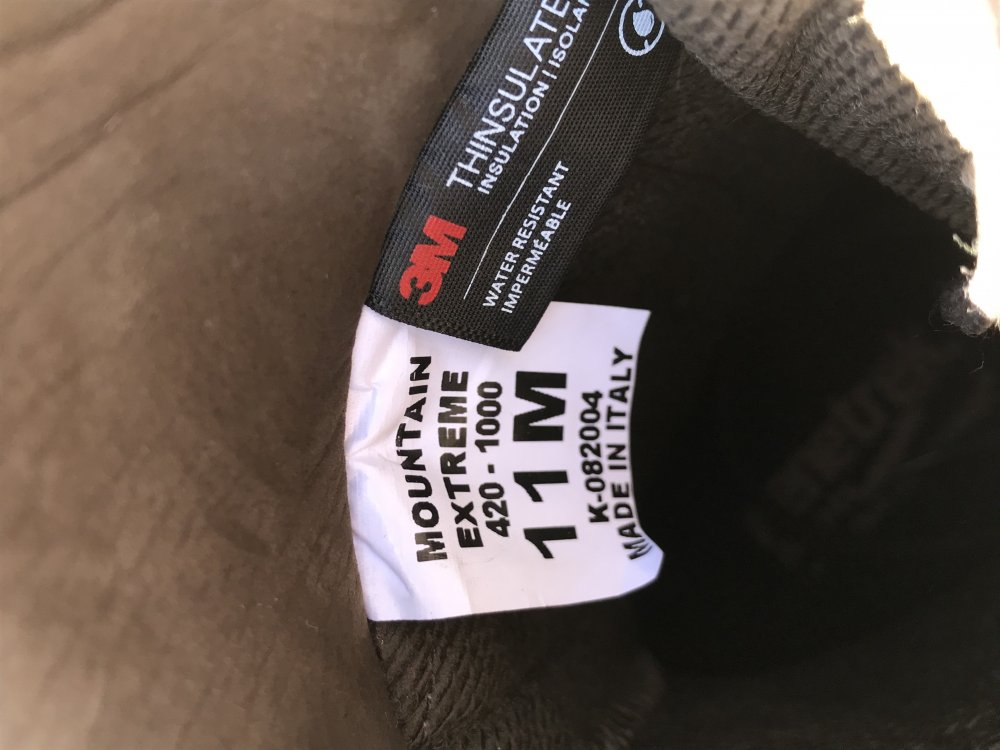 3M
THINSULATE
INSULATION | ISOLA
WATER RESISTANT
IMPERMÉABLE
MOUNTAIN
EXTREME
420 - 1000
11M
K-082004
MADE IN ITALY